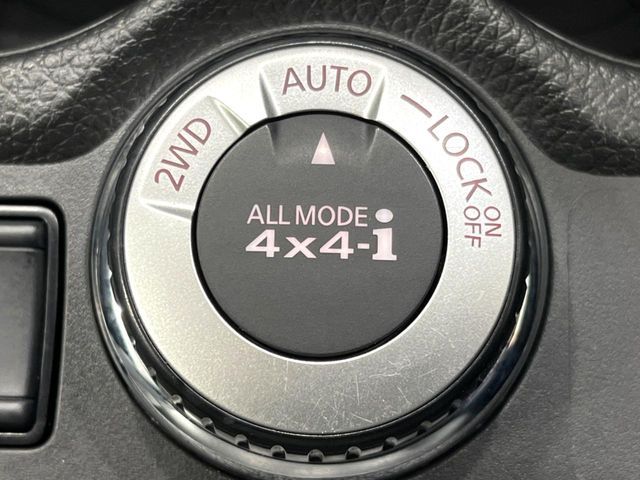 2WD
AUTO
LOCK
ON
OFF
ALL MODE
4x4-i